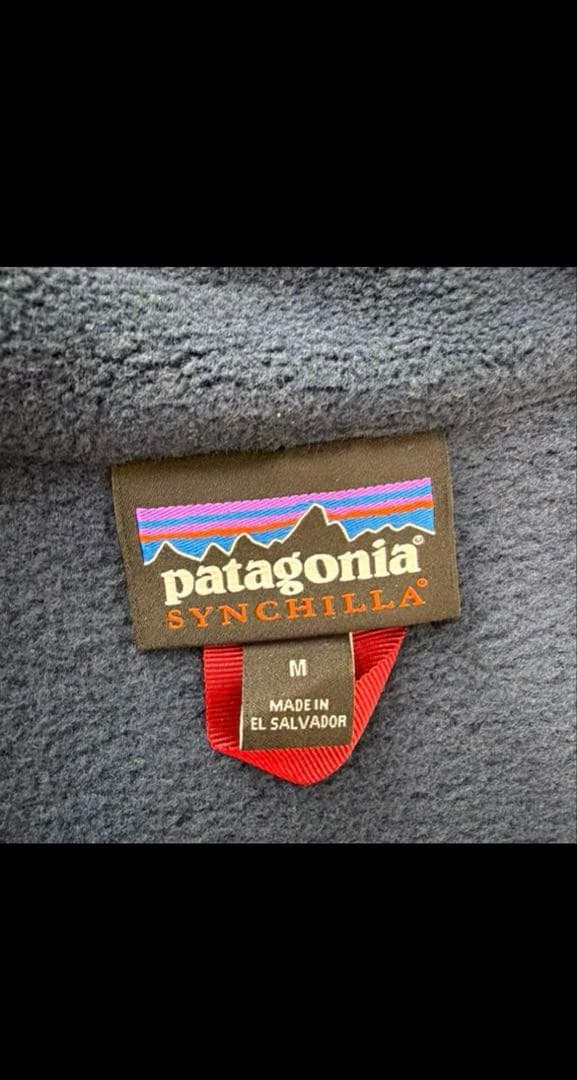 patagonia®
SYNCHILLA®
M
MADE IN
EL SALVADOR